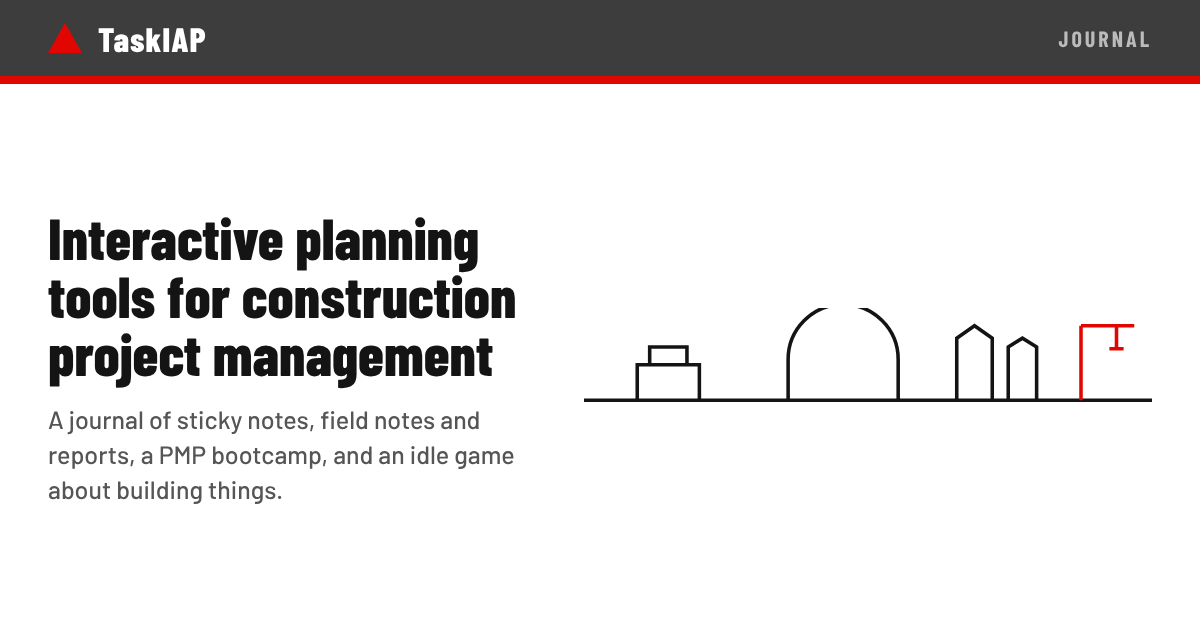 TaskIAP
JOURNAL
Interactive planning
tools for construction
project management
A journal of sticky notes, field notes and
reports, a PMP bootcamp, and an idle game
about building things.